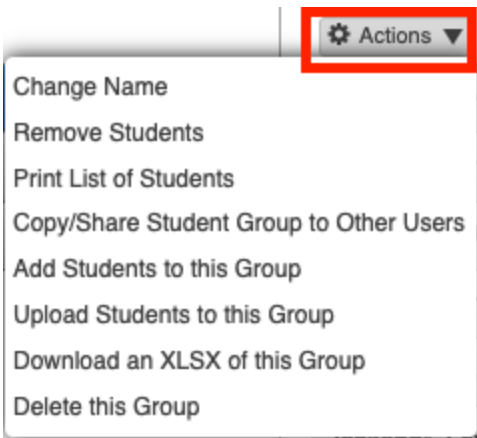 Actions
Change Name
Remove Students
Print List of Students
Copy/Share Student Group to Other Users
Add Students to this Group
Upload Students to this Group
Download an XLSX of this Group
Delete this Group